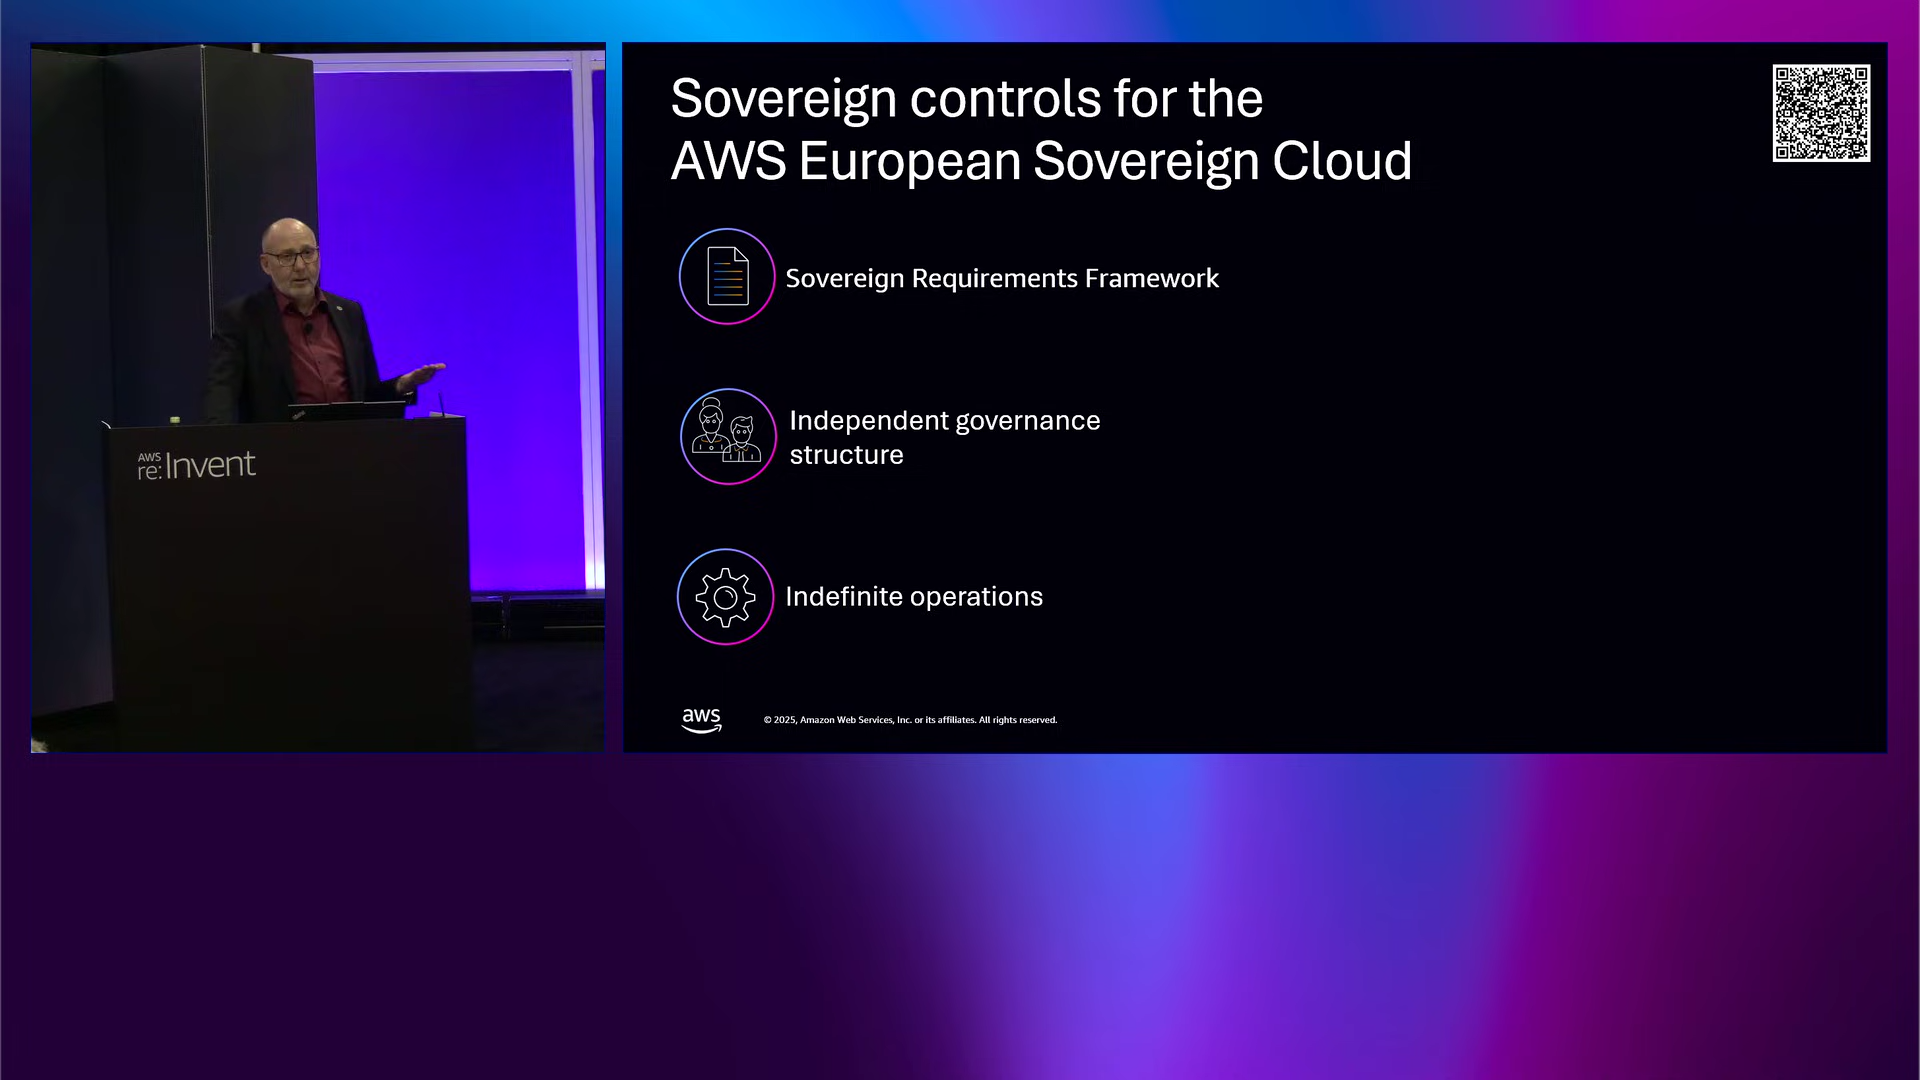 Sovereign controls for the
AWS European Sovereign Cloud
Sovereign Requirements Framework
Independent governance
structure
Indefinite operations
aws
© 2025, Amazon Web Services, Inc. or its affiliates. All rights reserved.
AWS
re:Invent